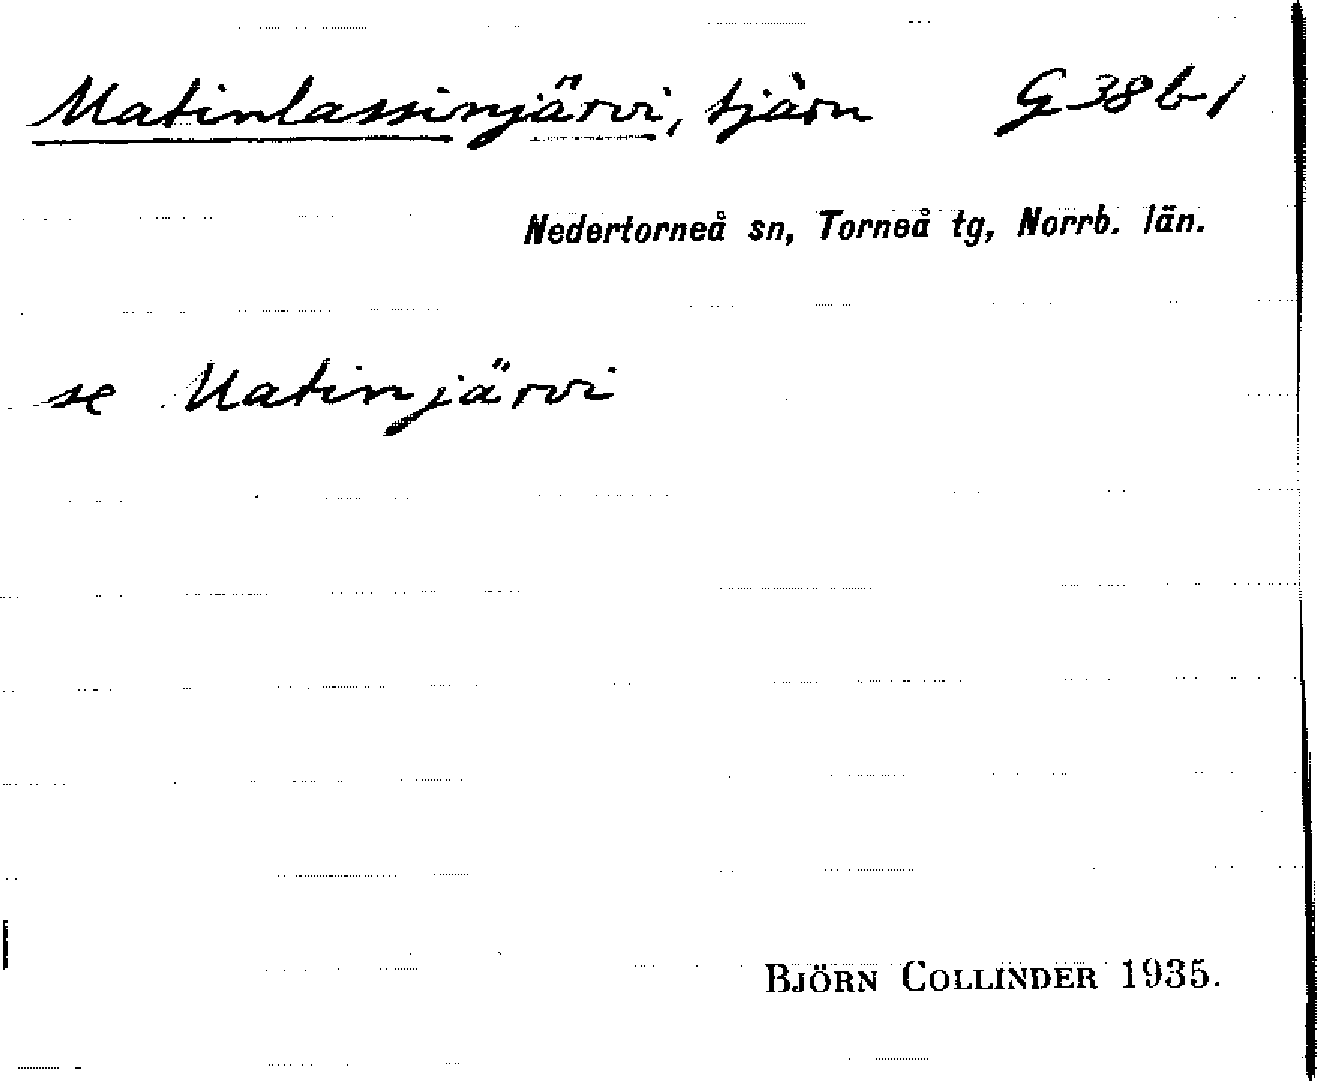 Matinlassinjärvi, tjärn G 38 b-1
Nedertorneå sn, Torneå tg, Norrb. län.
se Matinjärvi
BJÖRN COLLINDER 1935.